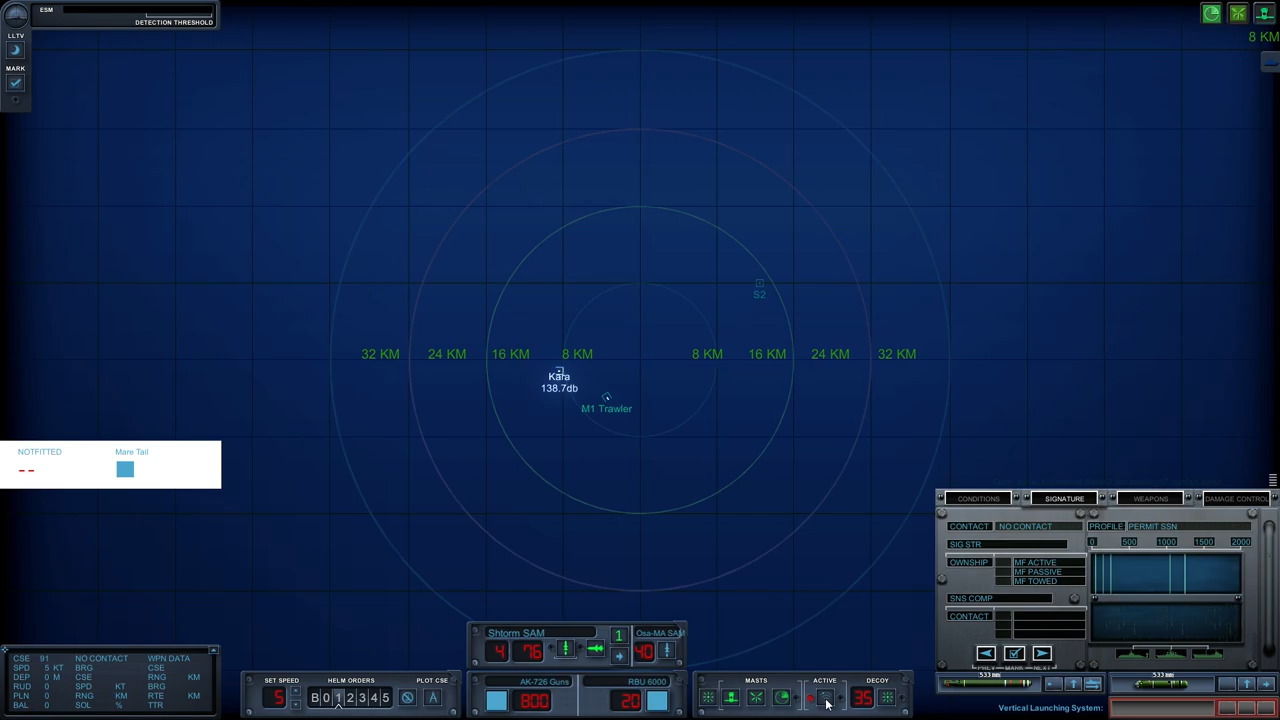 ESM
DETECTION THRESHOLD
LLTV
MARK
8 KM
S2
32 KM 24 KM 16 KM 8 KM 8 KM 16 KM 24 KM 32 KM
Kara
138.7db
M1 Trawler
NOTFITTED Mare Tail
--
CONDITIONS SIGNATURE WEAPONS DAMAGE CONTROL
CONTACT NO CONTACT PROFILE PERMIT SSN
0 500 1000 1500 2000
SIG STR
OWNSHIP MF ACTIVE
MF PASSIVE
MF TOWED
SNS COMP
CONTACT
PREV MARK NEXT
533mm 533mm
Vertical Launching System:
CSE 91 NO CONTACT WPN DATA
SPD 5 KT BRG CSE
DEP 0 M CSE RNG KM
RUD 0 SPD KT BRG
PLN 0 RNG KM RTE KM
BAL 0 SOL % TTR
SET SPEED HELM ORDERS PLOT CSE
5 B 0 1 2 3 4 5 A
Shtorm SAM 1 Osa-MA SAM
4 76 40
AK-726 Guns RBU 6000
800 20
MASTS ACTIVE DECOY
35